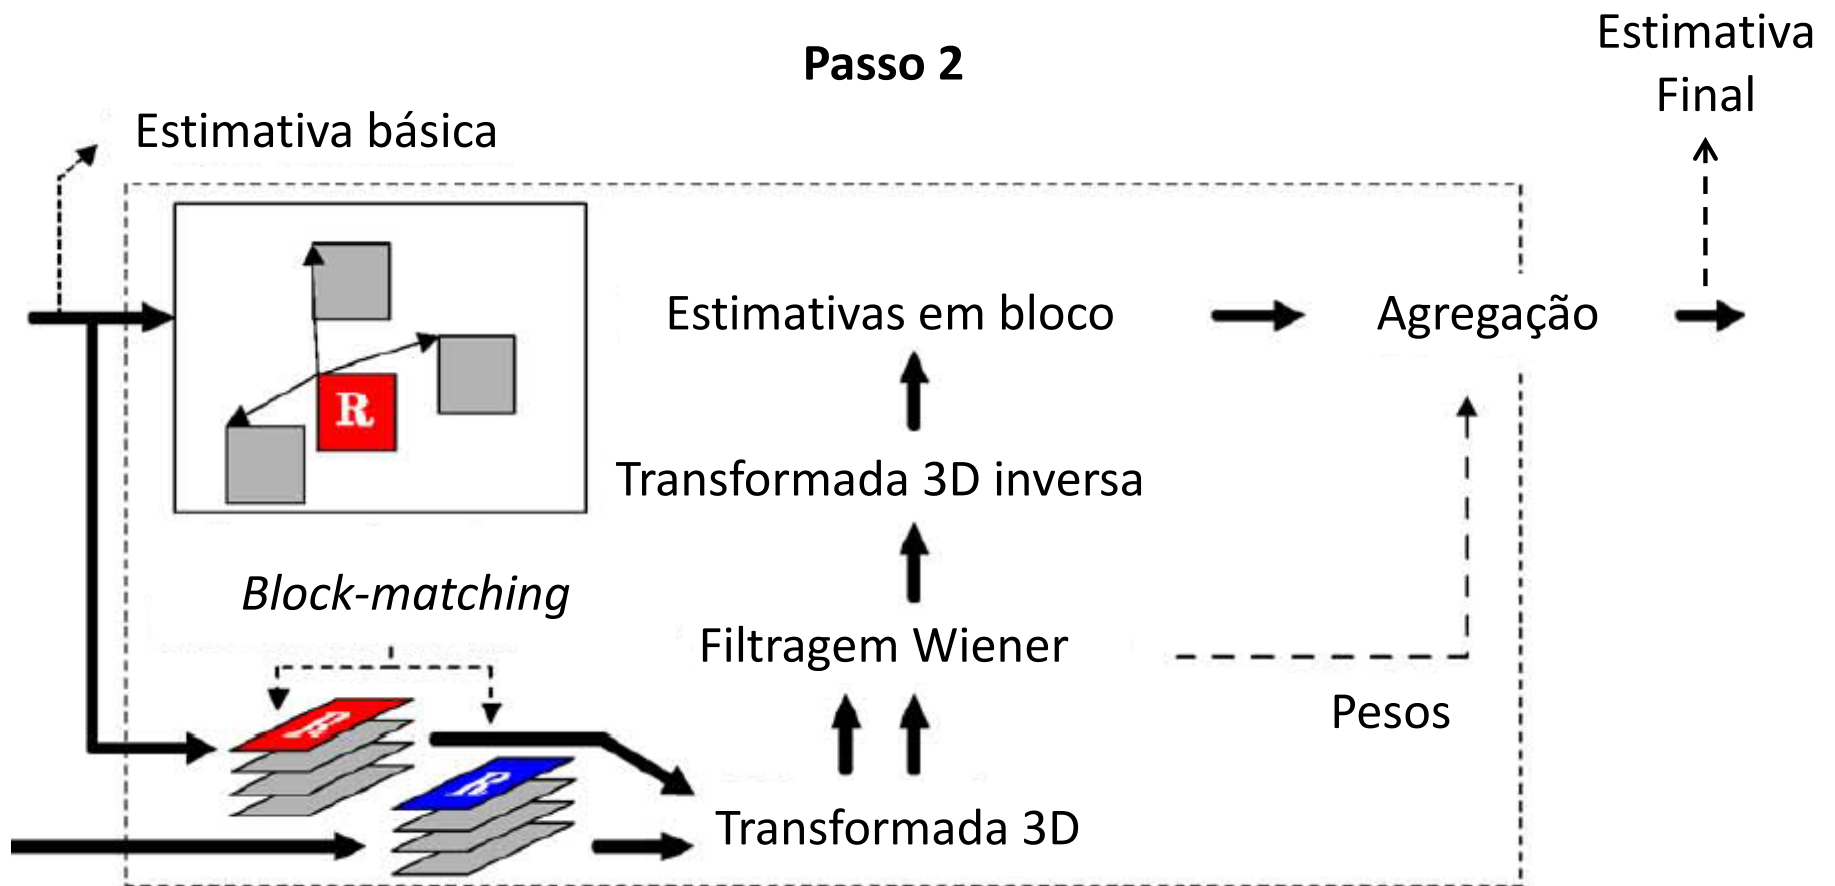 Passo 2
Estimativa
Final
Estimativa básica
Estimativas em bloco
Agregação
R
Transformada 3D inversa
Block-matching
Filtragem Wiener
Pesos
R
R
Transformada 3D